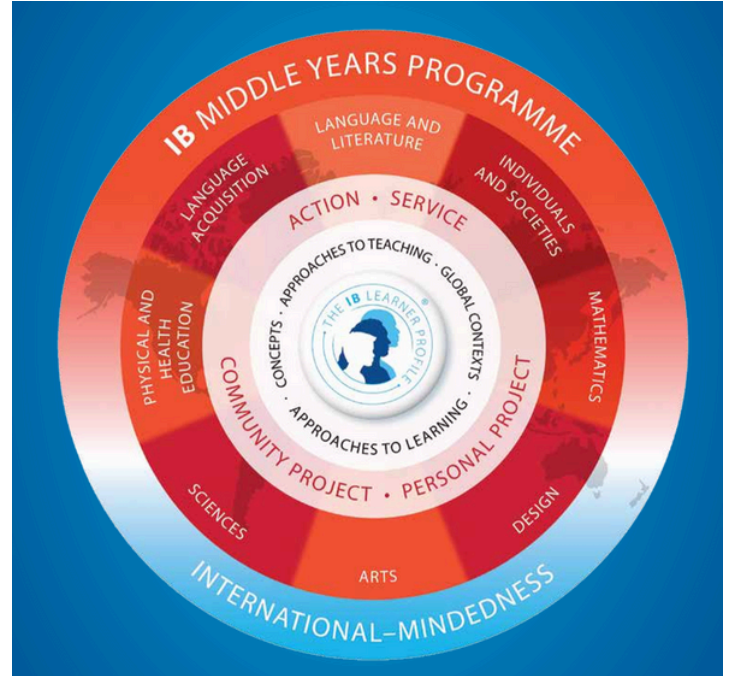 IB MIDDLE YEARS PROGRAMME
LANGUAGE AND
LITERATURE
INDIVIDUALS
AND SOCIETIES
MATHEMATICS
DESIGN
ARTS
SCIENCES
PHYSICAL AND
HEALTH
EDUCATION
LANGUAGE
ACQUISITION
ACTION • SERVICE
PERSONAL PROJECT
COMMUNITY PROJECT •
APPROACHES TO TEACHING ·
GLOBAL CONTEXTS ·
APPROACHES TO LEARNING ·
CONCEPTS ·
THE IB LEARNER PROFILE ®
INTERNATIONAL–MINDEDNESS